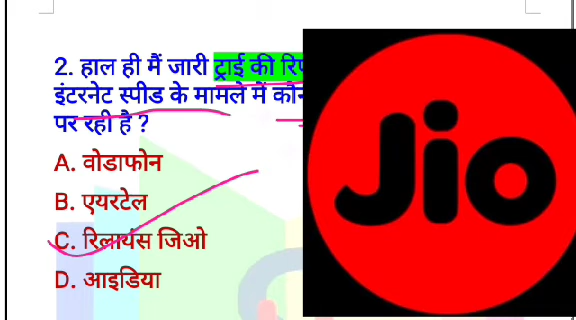 2. हाल ही मैं जारी ट्राई की
इंटरनेट स्पीड के मामले में
पर रही है ?
A. वोडाफोन
B. एयरटेल
C. रिलायंस जिओ
D. आइडिया
Jio